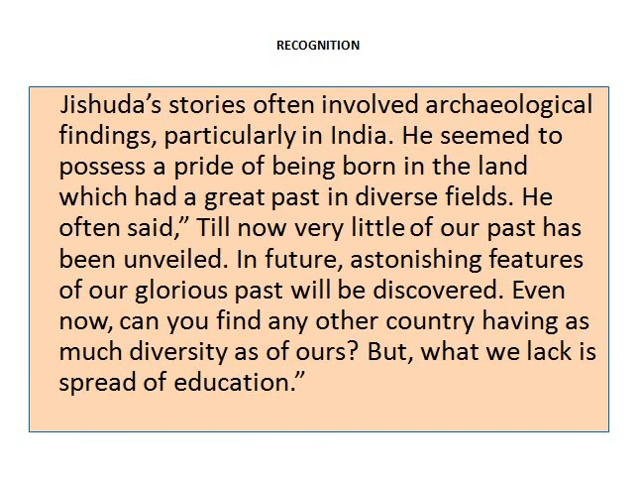 RECOGNITION
Jishuda’s stories often involved archaeological
findings, particularly in India. He seemed to
possess a pride of being born in the land
which had a great past in diverse fields. He
often said,” Till now very little of our past has
been unveiled. In future, astonishing features
of our glorious past will be discovered. Even
now, can you find any other country having as
much diversity as of ours? But, what we lack is
spread of education.”